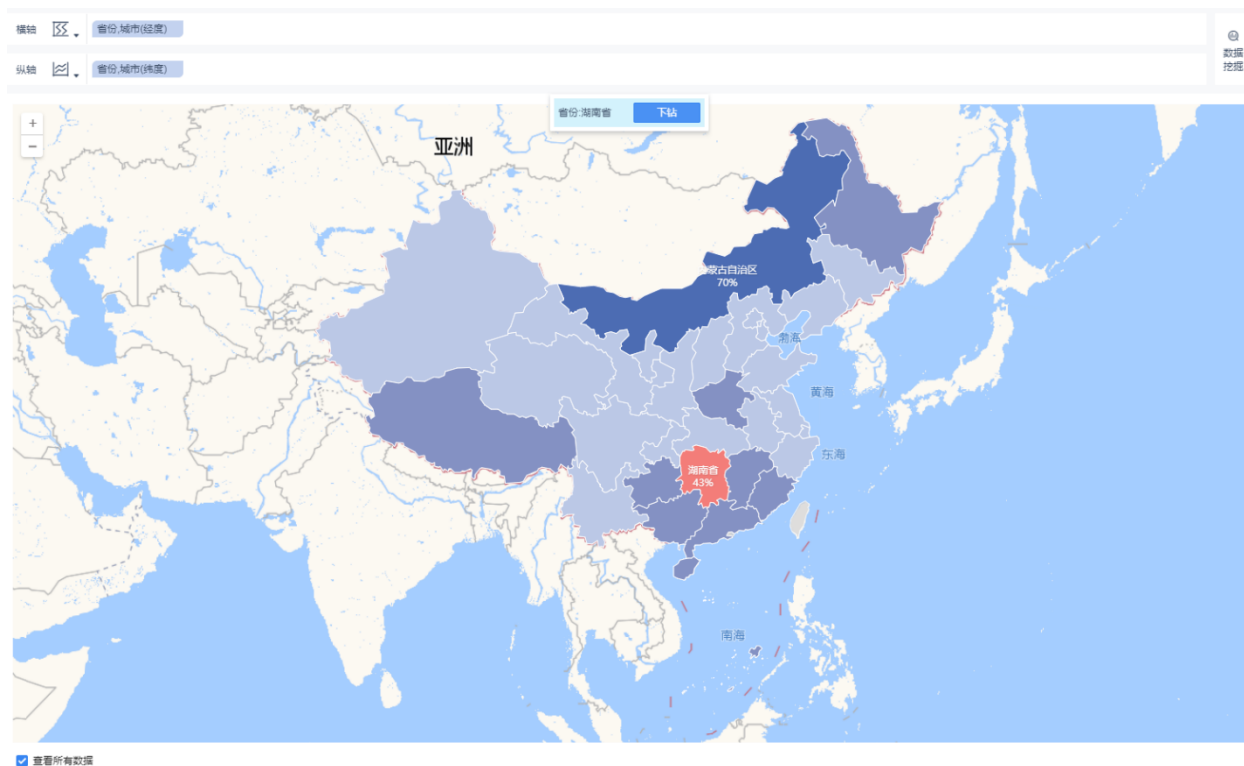 横轴
省份,城市(经度)
纵轴
省份,城市(纬度)
数据
挖掘
省份:湖南省
下钻
+
−
亚洲
蒙古自治区
70%
渤海
黄海
湖南省
43%
东海
南海
查看所有数据